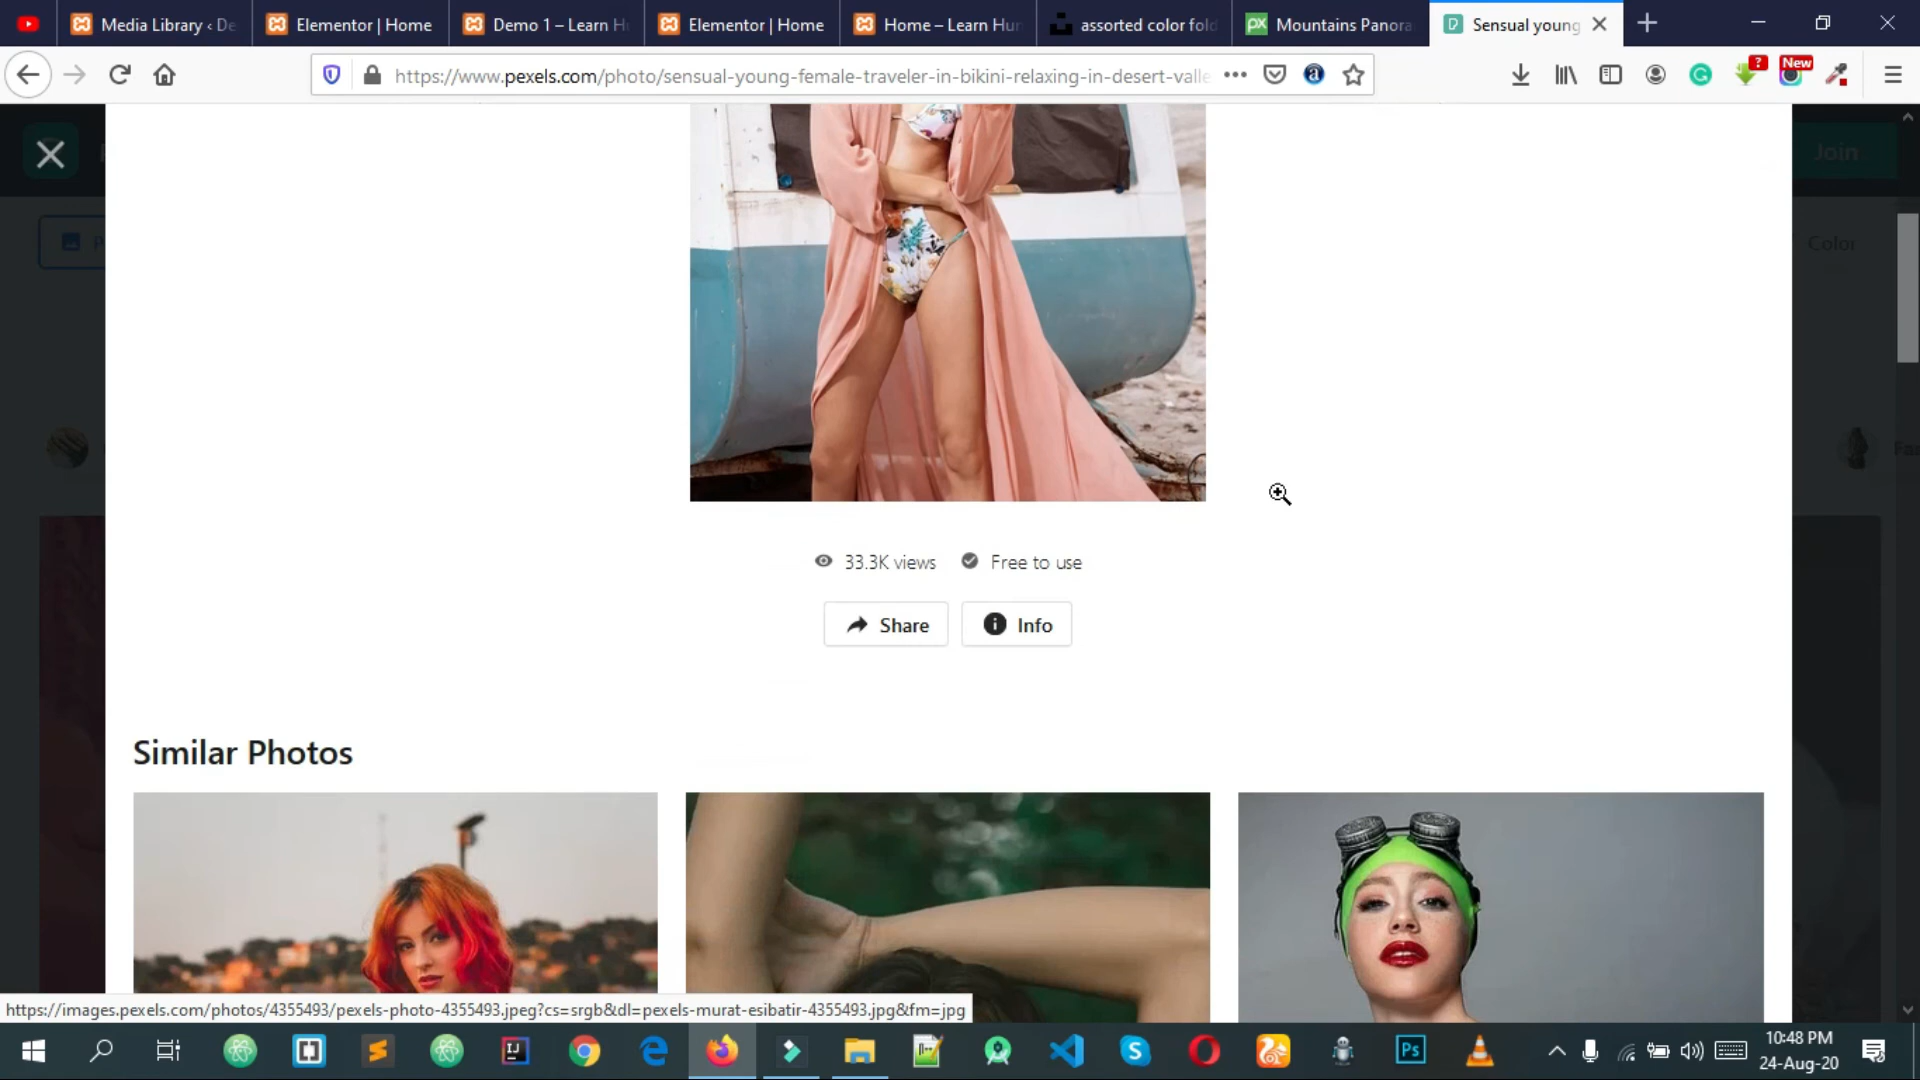 Media Library ‹ De
Elementor | Home
Demo 1 – Learn H
Elementor | Home
Home – Learn Hu
assorted color fold
Mountains Panora
Sensual young
https://www.pexels.com/photo/sensual-young-female-traveler-in-bikini-relaxing-in-desert-valle
New
Join
Color
33.3K views
Free to use
Share
Info
Similar Photos
https://images.pexels.com/photos/4355493/pexels-photo-4355493.jpeg?cs=srgb&dl=pexels-murat-esibatir-4355493.jpg&fm=jpg
Ps
10:48 PM
24-Aug-20